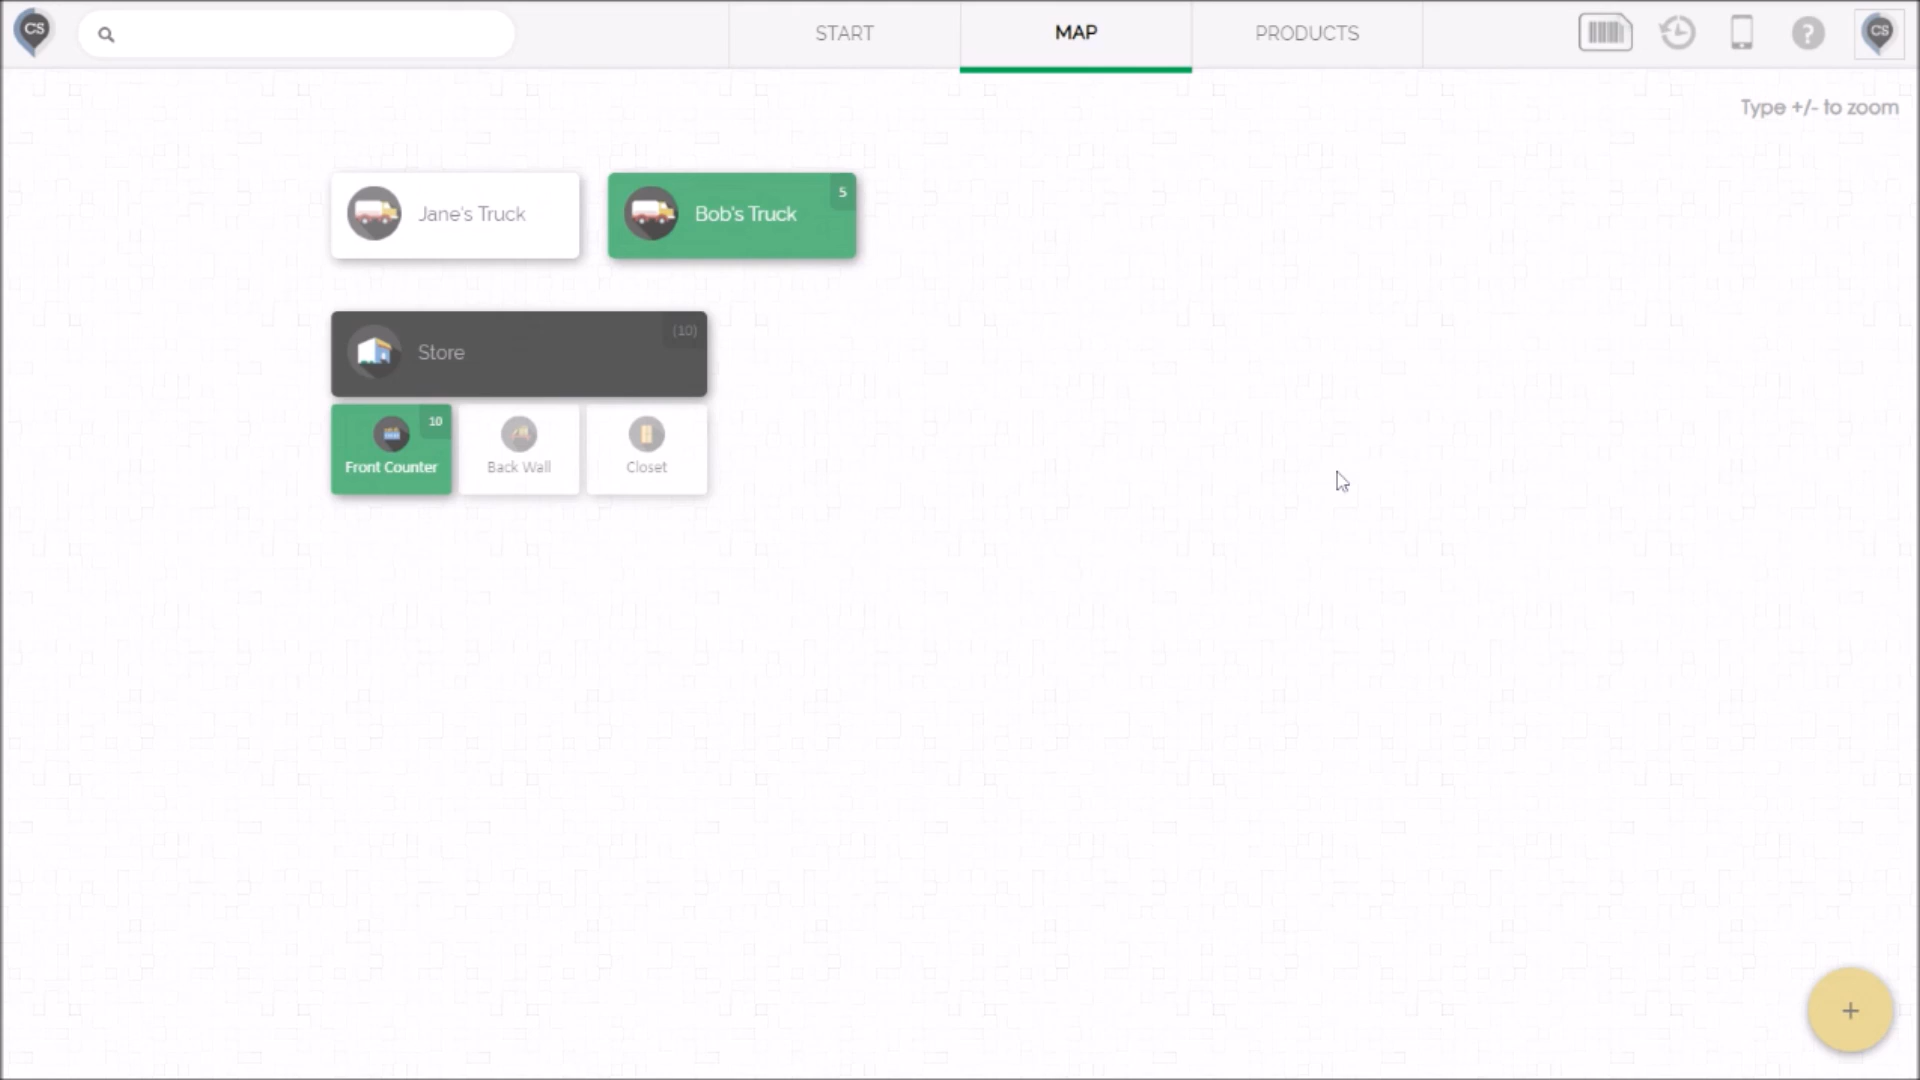 CS
START
MAP
PRODUCTS
?
CS
Type +/- to zoom
Jane's Truck
Bob's Truck
5
Store
(10)
Front Counter
10
Back Wall
Closet
+